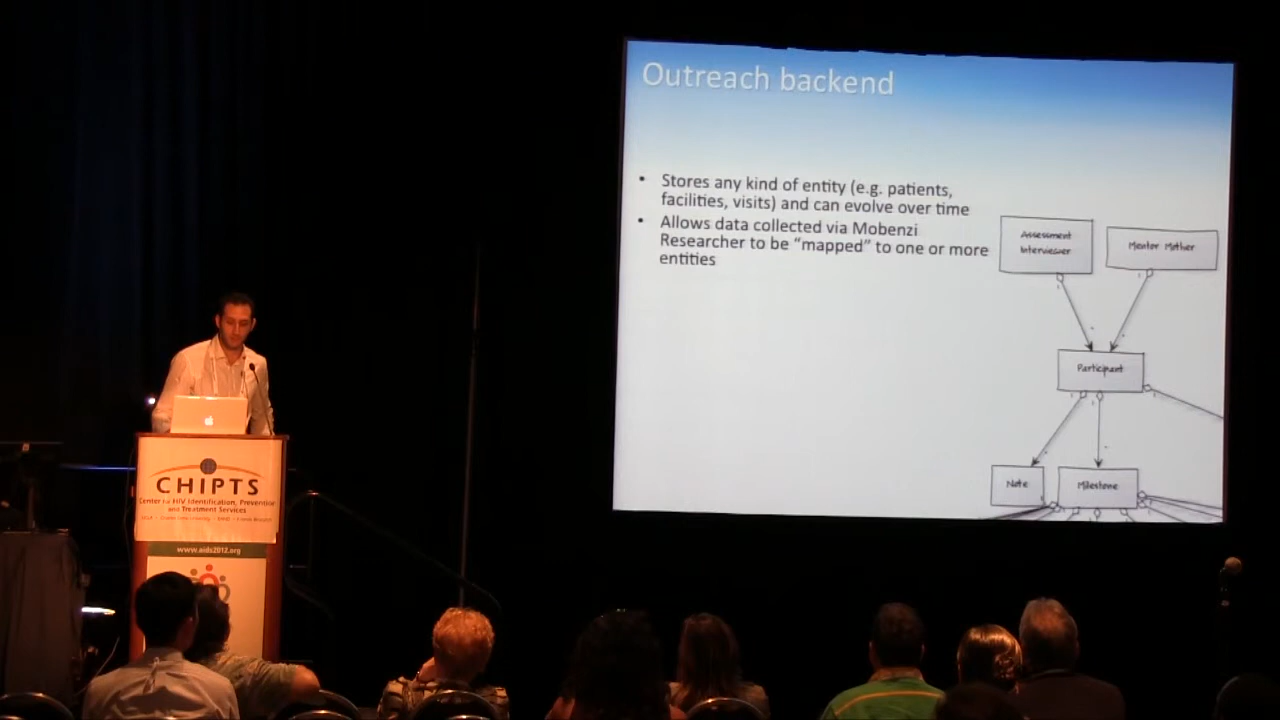 Outreach backend
• Stores any kind of entity (e.g. patients,
facilities, visits) and can evolve over time
• Allows data collected via Mobenzi
Researcher to be “mapped” to one or more
entities
Assessment
Interviewer
Mentor Mother
Participant
Note
Milestone
CHIPTS
Center for HIV Identification, Prevention
and Treatment Services
www.aids2012.org